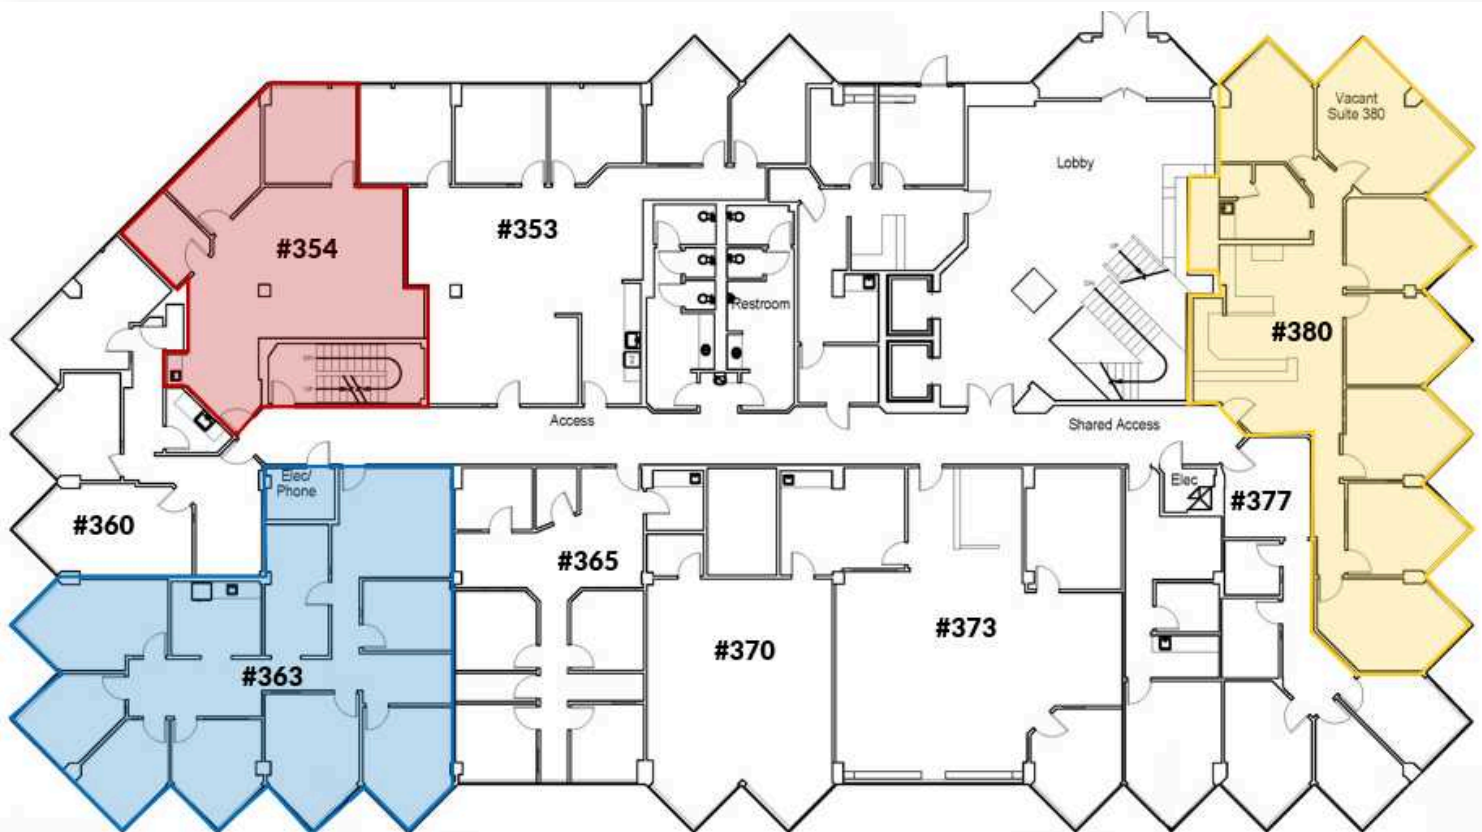 Vacant
Suite 380
Lobby
#353
#354
Restroom
#380
Access
Shared Access
Elec/
Phone
Elec
#377
#360
#365
#373
#370
#363